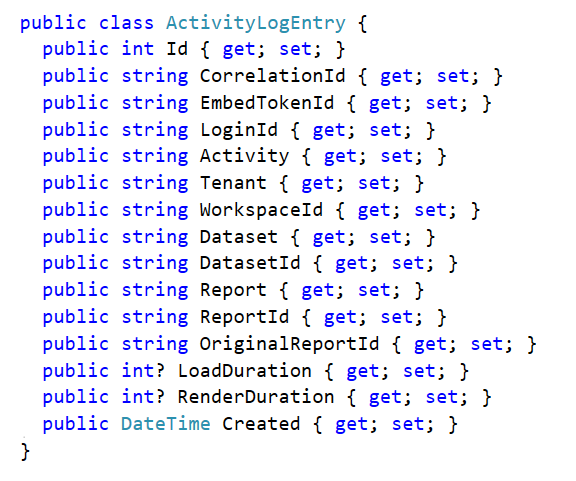 public class ActivityLogEntry {
  public int Id { get; set; }
  public string CorrelationId { get; set; }
  public string EmbedTokenId { get; set; }
  public string LoginId { get; set; }
  public string Activity { get; set; }
  public string Tenant { get; set; }
  public string WorkspaceId { get; set; }
  public string Dataset { get; set; }
  public string DatasetId { get; set; }
  public string Report { get; set; }
  public string ReportId { get; set; }
  public string OriginalReportId { get; set; }
  public int? LoadDuration { get; set; }
  public int? RenderDuration { get; set; }
  public DateTime Created { get; set; }
}